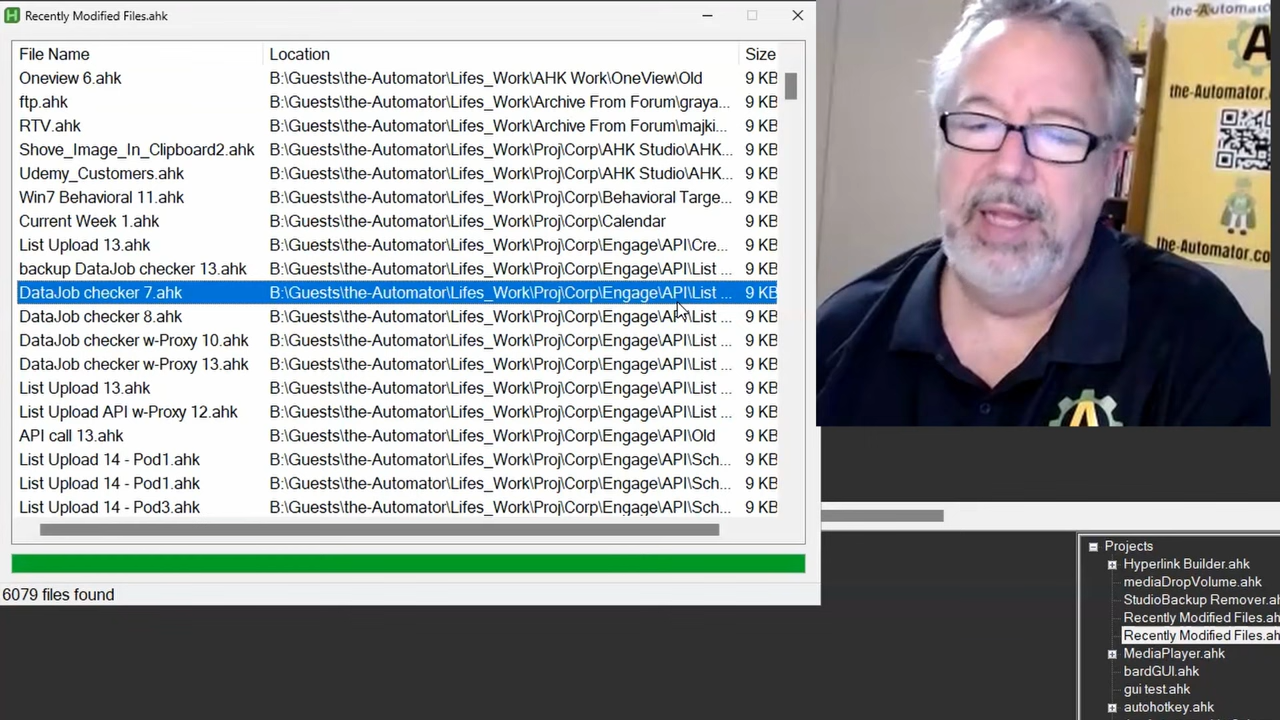 Recently Modified Files.ahk
File Name Location Size
Oneview 6.ahk B:\Guests\the-Automator\Lifes_Work\AHK Work\OneView\Old 9 KB
ftp.ahk B:\Guests\the-Automator\Lifes_Work\Archive From Forum\graya... 9 KB
RTV.ahk B:\Guests\the-Automator\Lifes_Work\Archive From Forum\majki... 9 KB
Shove_Image_In_Clipboard2.ahk B:\Guests\the-Automator\Lifes_Work\Proj\Corp\AHK Studio\AHK... 9 KB
Udemy_Customers.ahk B:\Guests\the-Automator\Lifes_Work\Proj\Corp\AHK Studio\AHK... 9 KB
Win7 Behavioral 11.ahk B:\Guests\the-Automator\Lifes_Work\Proj\Corp\Behavioral Targe... 9 KB
Current Week 1.ahk B:\Guests\the-Automator\Lifes_Work\Proj\Corp\Calendar 9 KB
List Upload 13.ahk B:\Guests\the-Automator\Lifes_Work\Proj\Corp\Engage\API\Cre... 9 KB
backup DataJob checker 13.ahk B:\Guests\the-Automator\Lifes_Work\Proj\Corp\Engage\API\List ... 9 KB
DataJob checker 7.ahk B:\Guests\the-Automator\Lifes_Work\Proj\Corp\Engage\API\List ... 9 KB
DataJob checker 8.ahk B:\Guests\the-Automator\Lifes_Work\Proj\Corp\Engage\API\List ... 9 KB
DataJob checker w-Proxy 10.ahk B:\Guests\the-Automator\Lifes_Work\Proj\Corp\Engage\API\List ... 9 KB
DataJob checker w-Proxy 13.ahk B:\Guests\the-Automator\Lifes_Work\Proj\Corp\Engage\API\List ... 9 KB
List Upload 13.ahk B:\Guests\the-Automator\Lifes_Work\Proj\Corp\Engage\API\List ... 9 KB
List Upload API w-Proxy 12.ahk B:\Guests\the-Automator\Lifes_Work\Proj\Corp\Engage\API\List ... 9 KB
API call 13.ahk B:\Guests\the-Automator\Lifes_Work\Proj\Corp\Engage\API\Old 9 KB
List Upload 14 - Pod1.ahk B:\Guests\the-Automator\Lifes_Work\Proj\Corp\Engage\API\Sch... 9 KB
List Upload 14 - Pod1.ahk B:\Guests\the-Automator\Lifes_Work\Proj\Corp\Engage\API\Sch... 9 KB
List Upload 14 - Pod3.ahk B:\Guests\the-Automator\Lifes_Work\Proj\Corp\Engage\API\Sch... 9 KB
6079 files found
the-Automato
A
the-Automator.
the-Automator.co
A
Projects
Hyperlink Builder.ahk
mediaDropVolume.ahk
StudioBackup Remover.ah
Recently Modified Files.ah
Recently Modified Files.ah
MediaPlayer.ahk
bardGUI.ahk
gui test.ahk
autohotkey.ahk